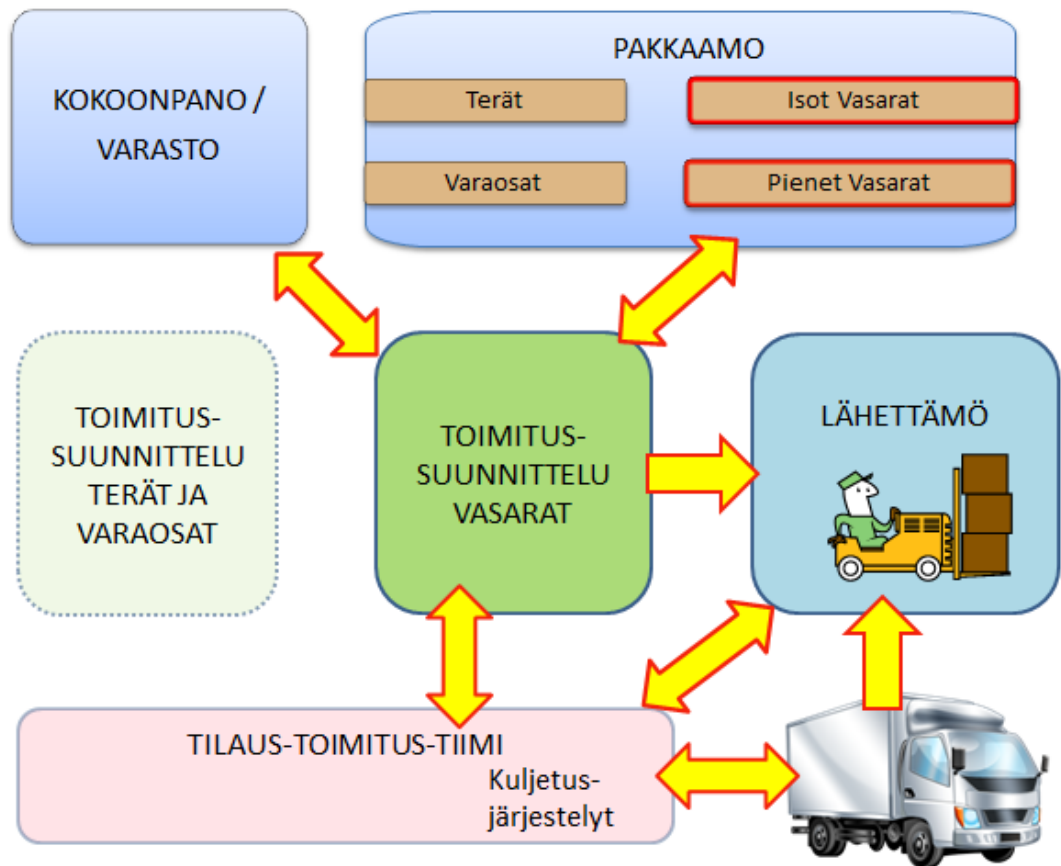 KOKOONPANO /
VARASTO
PAKKAAMO
Terät
Isot Vasarat
Varaosat
Pienet Vasarat
TOIMITUS-
SUUNNITTELU
TERÄT JA
VARAOSAT
TOIMITUS-
SUUNNITTELU
VASARAT
LÄHETTÄMÖ
TILAUS-TOIMITUS-TIIMI
Kuljetus-
järjestelyt